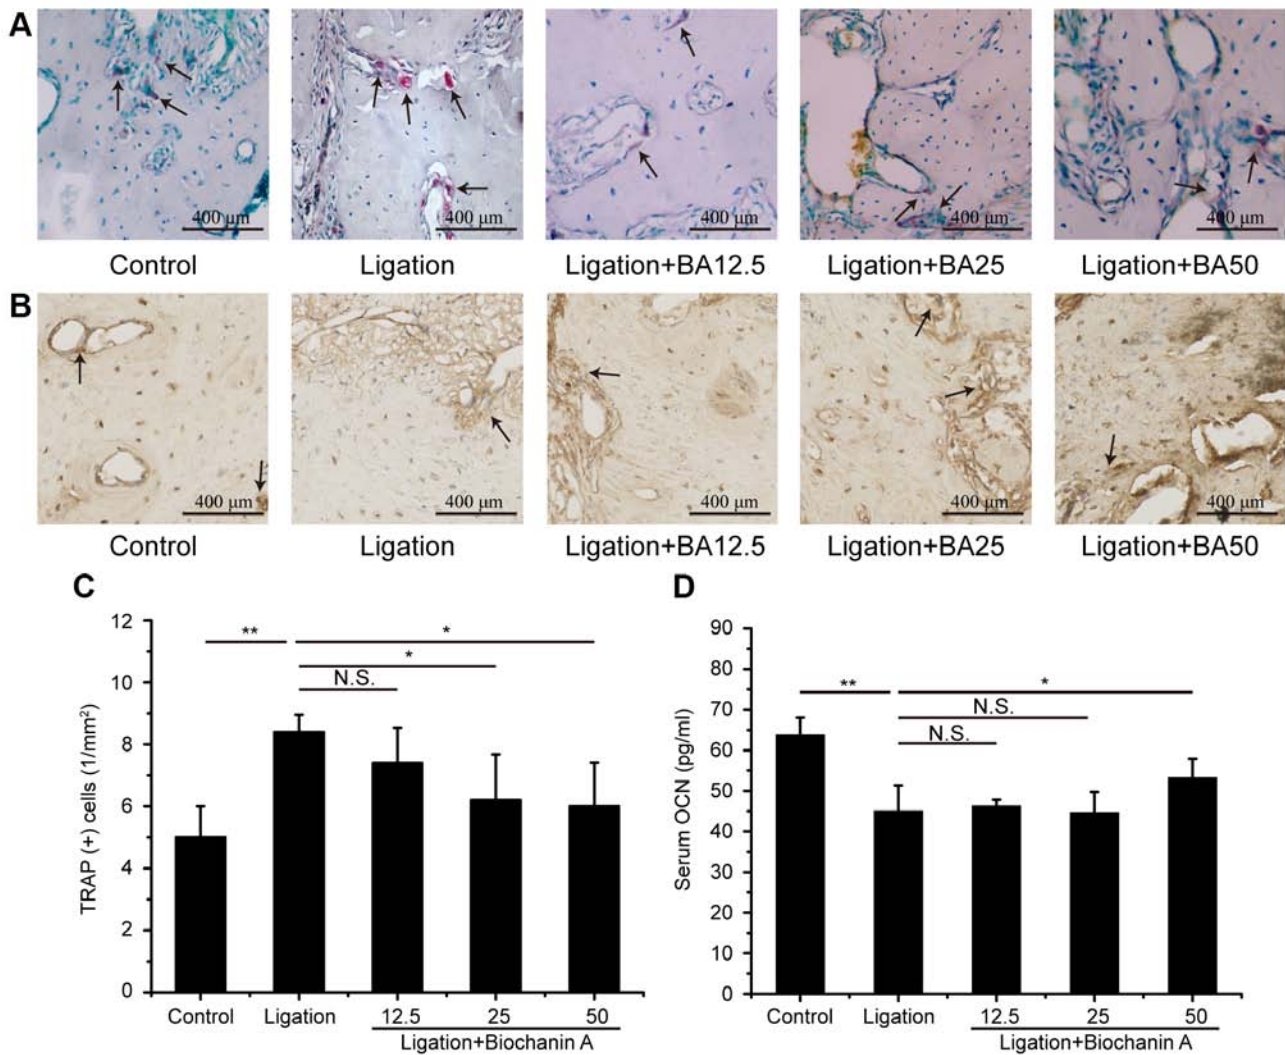 A
400 µm 400 µm 400 µm 400 µm 400 µm
Control Ligation Ligation+BA12.5 Ligation+BA25 Ligation+BA50
B
400 µm 400 µm 400 µm 400 µm 400 µm
Control Ligation Ligation+BA12.5 Ligation+BA25 Ligation+BA50
C
12
10
8
6
4
2
0
TRAP (+) cells (1/mm²)
**
*
*
N.S.
Control Ligation 12.5 25 50
Ligation+Biochanin A
D
90
80
70
60
50
40
30
20
10
0
Serum OCN (pg/ml)
**
*
N.S.
N.S.
Control Ligation 12.5 25 50
Ligation+Biochanin A